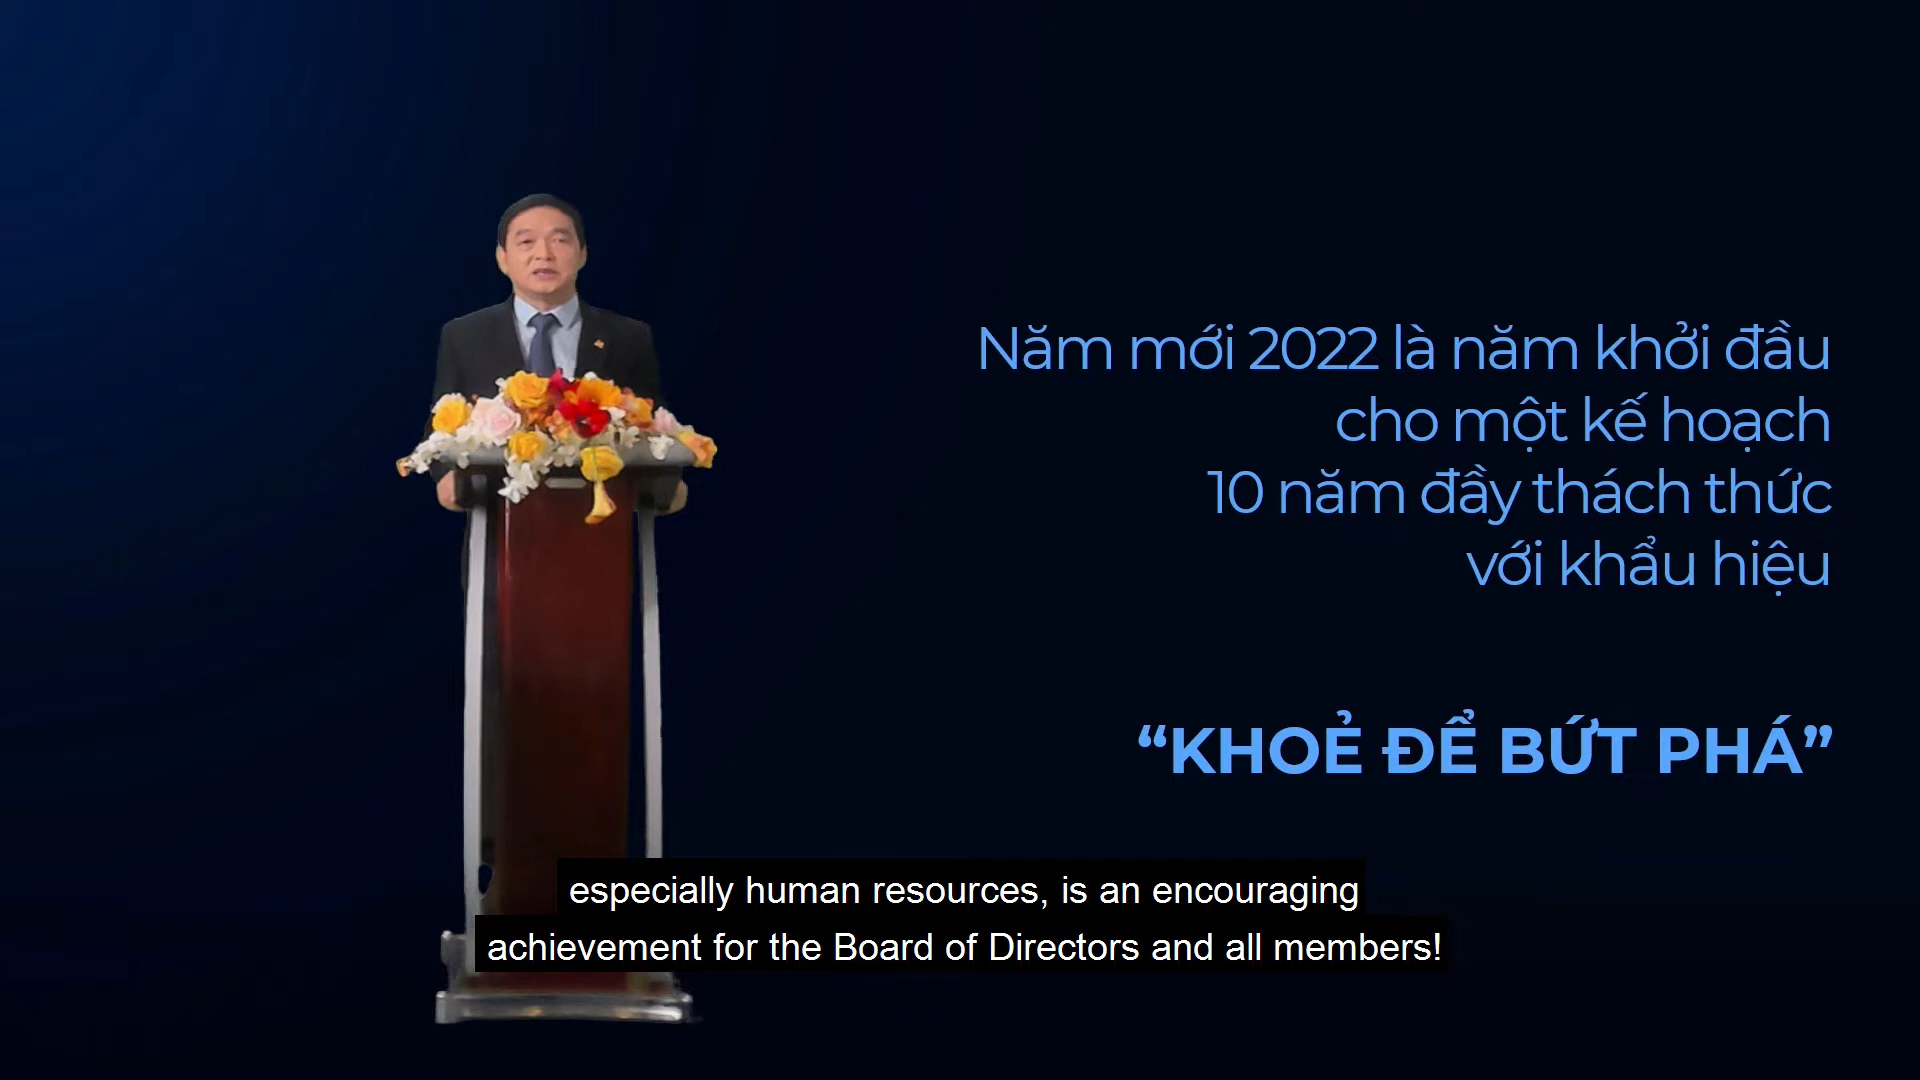 Năm mới 2022 là năm khởi đầu
cho một kế hoạch
10 năm đầy thách thức
với khẩu hiệu
“KHOẺ ĐỂ BỨT PHÁ”
especially human resources, is an encouraging
achievement for the Board of Directors and all members!